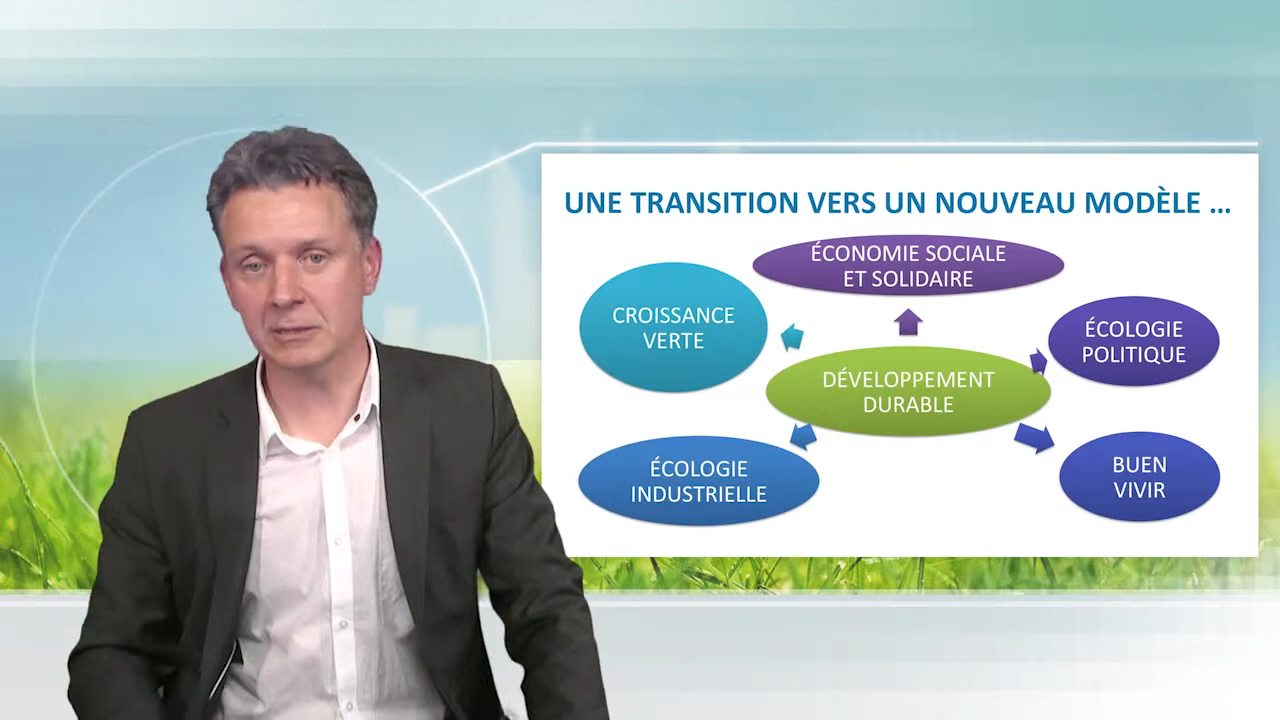 UNE TRANSITION VERS UN NOUVEAU MODÈLE ...
ÉCONOMIE SOCIALE
ET SOLIDAIRE
CROISSANCE
VERTE
ÉCOLOGIE
POLITIQUE
DÉVELOPPEMENT
DURABLE
ÉCOLOGIE
INDUSTRIELLE
BUEN
VIVIR